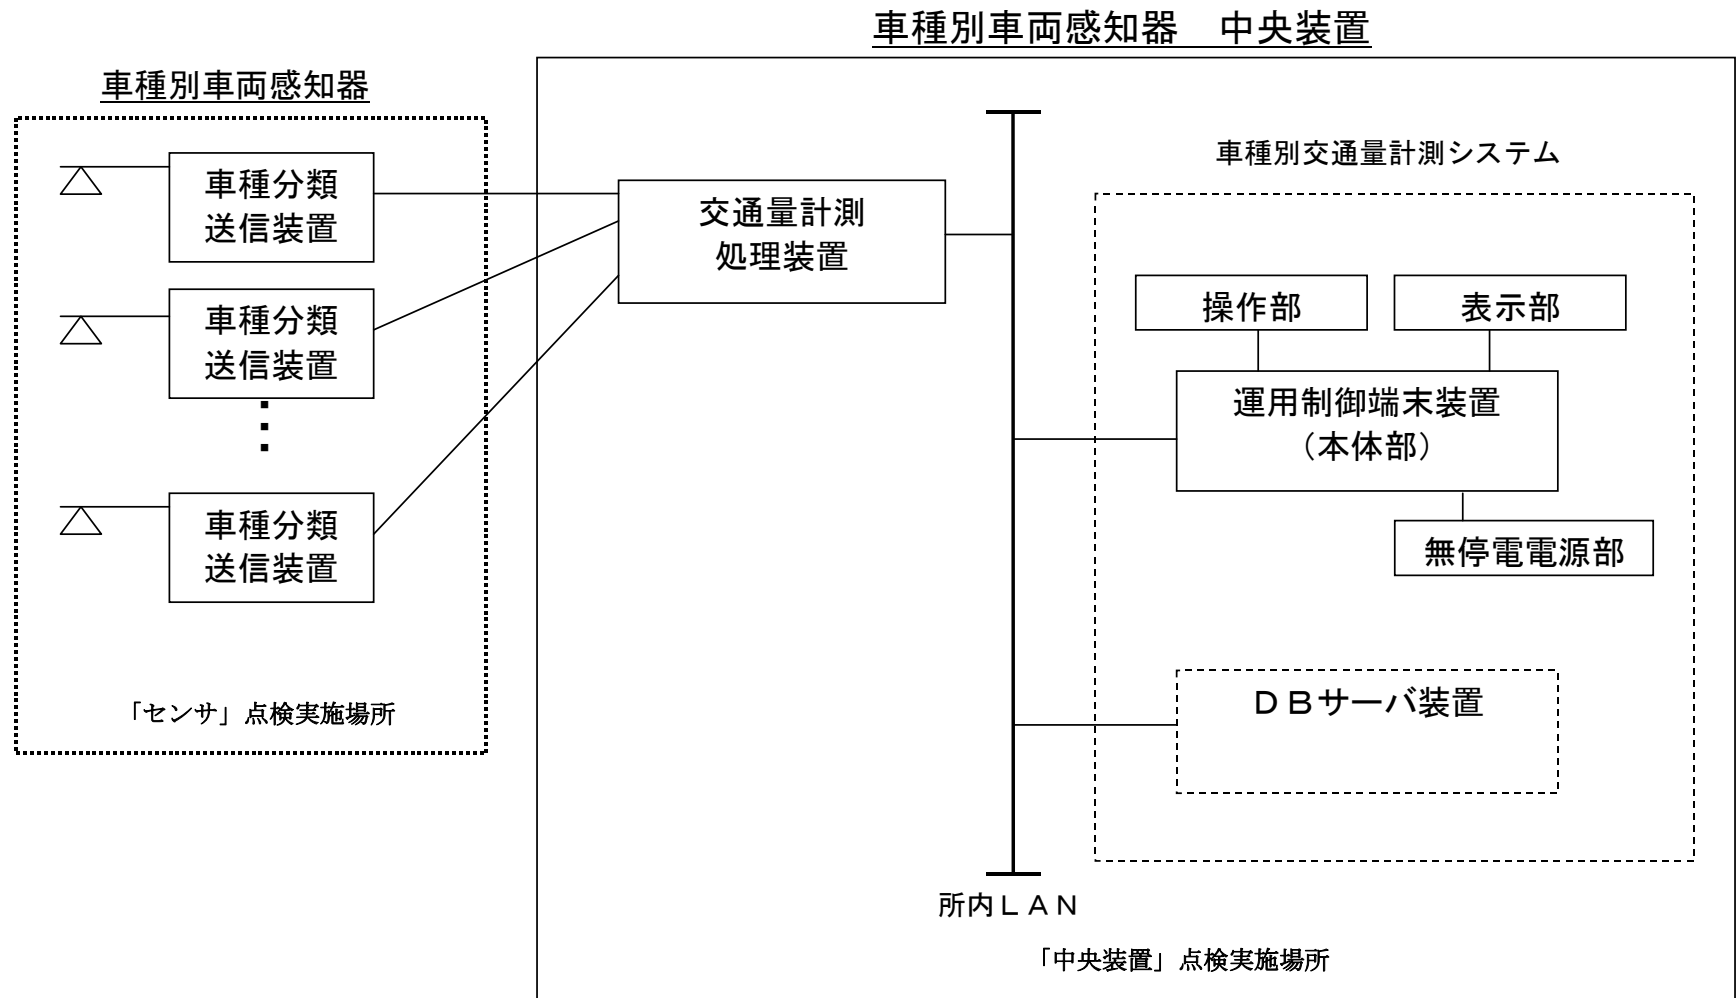 車種別車両感知器　中央装置
車種別車両感知器
車種分類
送信装置
車種分類
送信装置
車種分類
送信装置
「センサ」点検実施場所
交通量計測
処理装置
車種別交通量計測システム
操作部
表示部
運用制御端末装置
（本体部）
無停電電源部
ＤＢサーバ装置
所内ＬＡＮ
「中央装置」点検実施場所